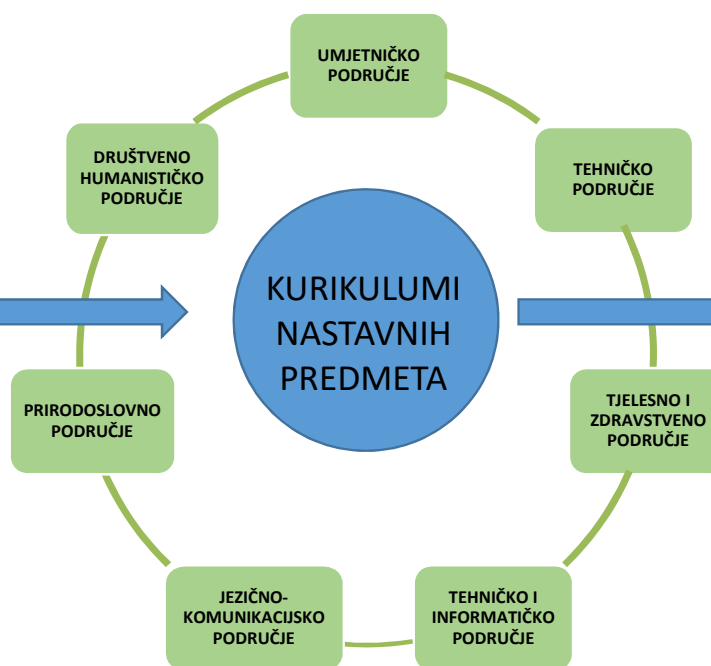 UMJETNIČKO
PODRUČJE
DRUŠTVENO
HUMANISTIČKO
PODRUČJE
TEHNIČKO
PODRUČJE
KURIKULUMI
NASTAVNIH
PREDMETA
PRIRODOSLOVNO
PODRUČJE
TJELESNO I
ZDRAVSTVENO
PODRUČJE
JEZIČNO-
KOMUNIKACIJSKO
PODRUČJE
TEHNIČKO I
INFORMATIČKO
PODRUČJE